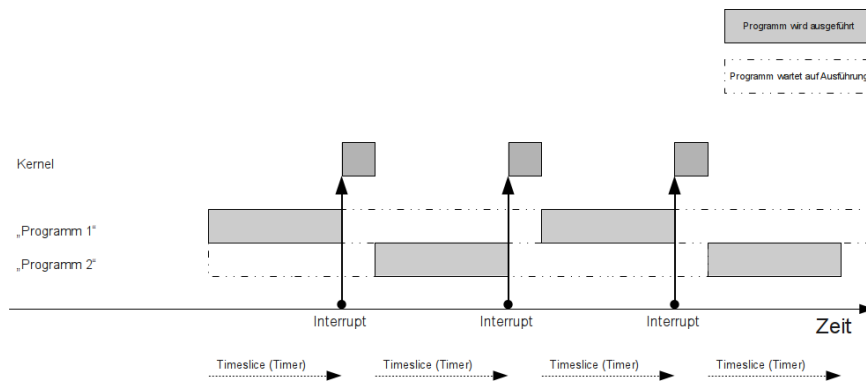 Programm wird ausgeführt
Programm wartet auf Ausführung
Kernel
„Programm 1“
„Programm 2“
Interrupt Interrupt Interrupt Zeit
Timeslice (Timer) Timeslice (Timer) Timeslice (Timer) Timeslice (Timer)